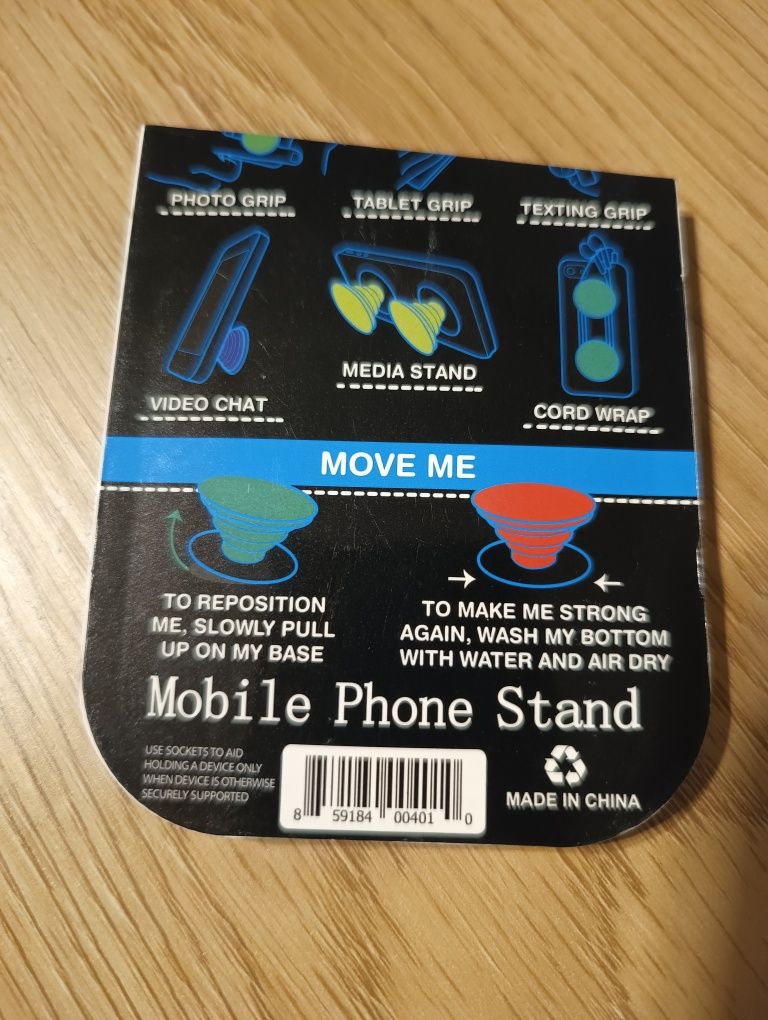 PHOTO GRIP
TABLET GRIP
TEXTING GRIP
VIDEO CHAT
MEDIA STAND
CORD WRAP
MOVE ME
TO REPOSITION
ME, SLOWLY PULL
UP ON MY BASE
TO MAKE ME STRONG
AGAIN, WASH MY BOTTOM
WITH WATER AND AIR DRY
Mobile Phone Stand
USE SOCKETS TO AID
HOLDING A DEVICE ONLY
WHEN DEVICE IS OTHERWISE
SECURELY SUPPORTED
8 59184 00401 0
MADE IN CHINA